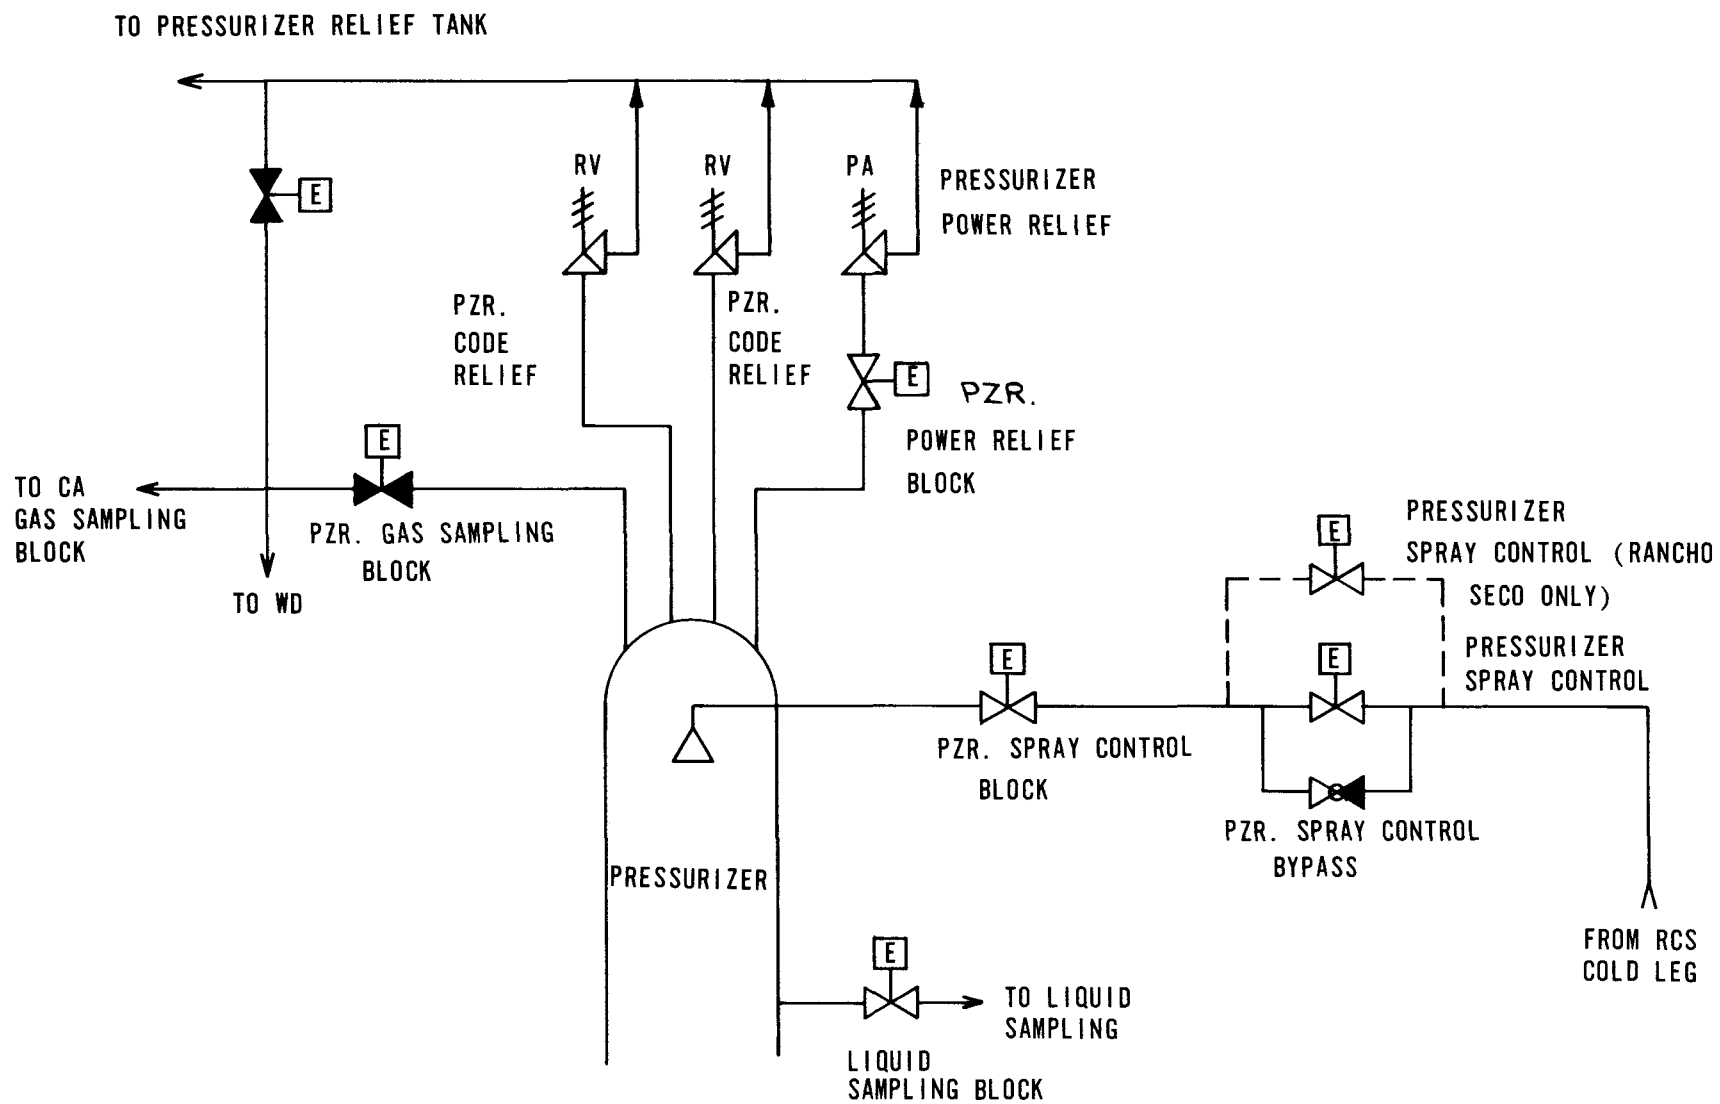 TO PRESSURIZER RELIEF TANK
RV
RV
PA
PRESSURIZER
POWER RELIEF
E
PZR.
CODE
RELIEF
PZR.
CODE
RELIEF
E
PZR.
POWER RELIEF
BLOCK
E
TO CA
GAS SAMPLING
BLOCK
PZR. GAS SAMPLING
BLOCK
TO WD
E
PRESSURIZER
SPRAY CONTROL (RANCHO
SECO ONLY)
E
E
PRESSURIZER
SPRAY CONTROL
PZR. SPRAY CONTROL
BLOCK
PZR. SPRAY CONTROL
BYPASS
PRESSURIZER
FROM RCS
COLD LEG
E
TO LIQUID
SAMPLING
LIQUID
SAMPLING BLOCK